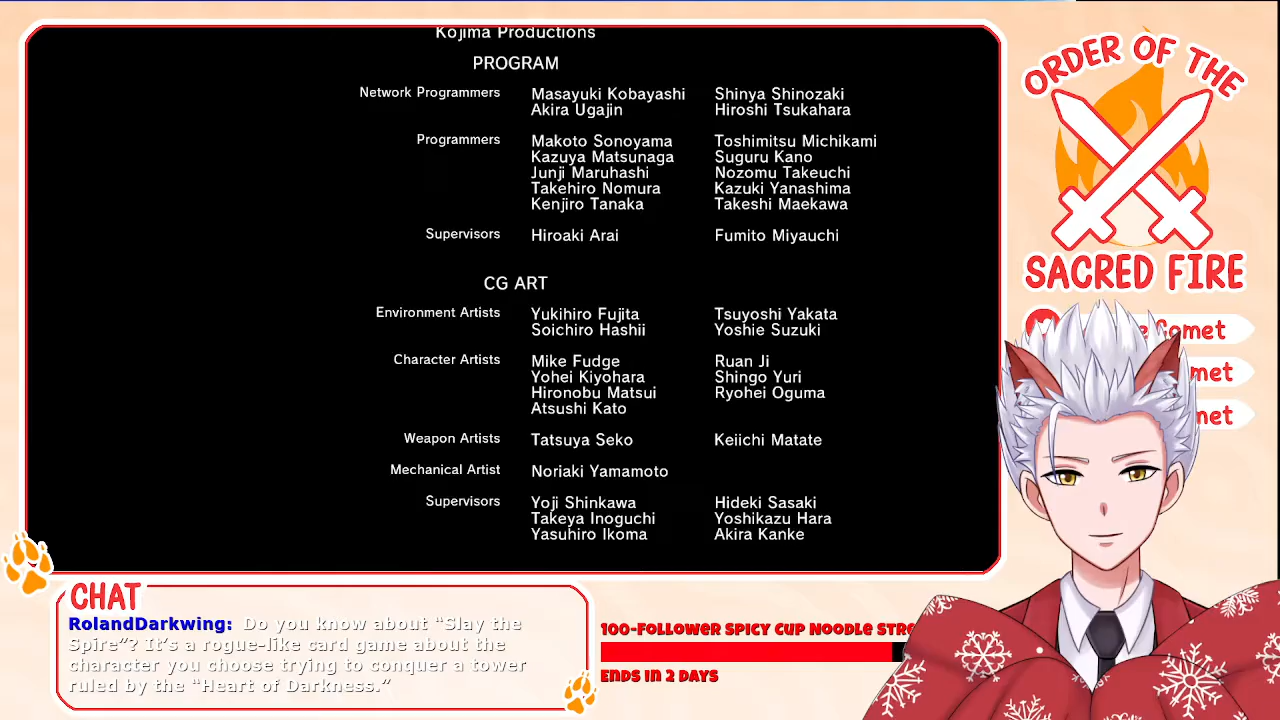 Kojima Productions
PROGRAM
Network Programmers Masayuki Kobayashi Shinya Shinozaki
Akira Ugajin Hiroshi Tsukahara
Programmers Makoto Sonoyama Toshimitsu Michikami
Kazuya Matsunaga Suguru Kano
Junji Maruhashi Nozomu Takeuchi
Takehiro Nomura Kazuki Yanashima
Kenjiro Tanaka Takeshi Maekawa
Supervisors Hiroaki Arai Fumito Miyauchi
CG ART
Environment Artists Yukihiro Fujita Tsuyoshi Yakata
Soichiro Hashii Yoshie Suzuki
Character Artists Mike Fudge Ruan Ji
Yohei Kiyohara Shingo Yuri
Hironobu Matsui Ryohei Oguma
Atsushi Kato
Weapon Artists Tatsuya Seko Keiichi Matate
Mechanical Artist Noriaki Yamamoto
Supervisors Yoji Shinkawa Hideki Sasaki
Takeya Inoguchi Yoshikazu Hara
Yasuhiro Ikoma Akira Kanke
ORDER OF THE
SACRED FIRE
CHAT
RolandDarkwing: Do you know about “Slay the
Spire”? It’s a rogue-like card game about the
character you choose trying to conquer a tower
ruled by the “Heart of Darkness.”
100-FOLLOWER SPICY CUP NOODLE
ENDS IN 2 DAYS